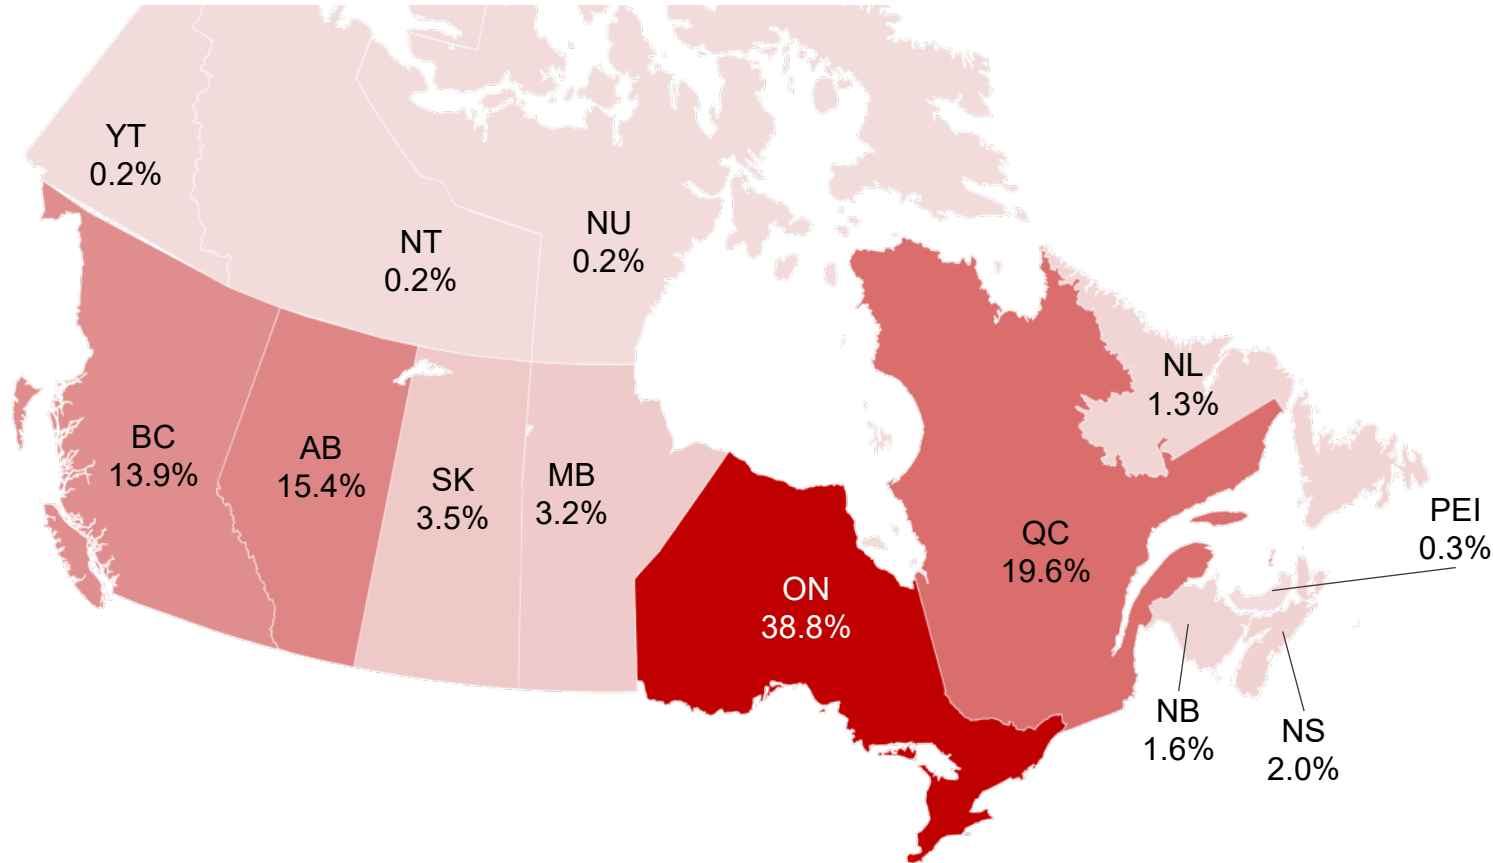 YT
0.2%
NT
0.2%
NU
0.2%
BC
13.9%
AB
15.4%
SK
3.5%
MB
3.2%
ON
38.8%
QC
19.6%
NL
1.3%
PEI
0.3%
NB
1.6%
NS
2.0%